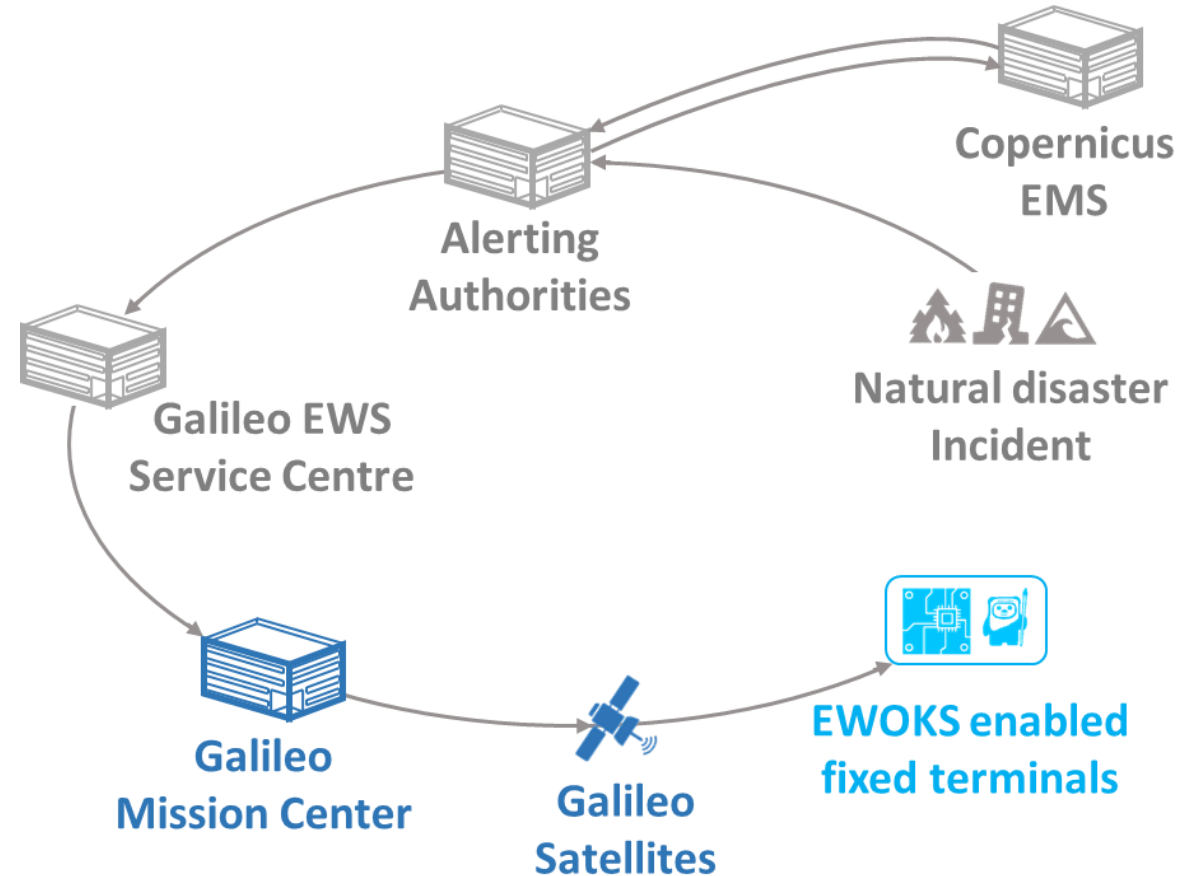 Copernicus
EMS
Alerting
Authorities
Natural disaster
Incident
Galileo EWS
Service Centre
EWOKS enabled
fixed terminals
Galileo
Mission Center
Galileo
Satellites